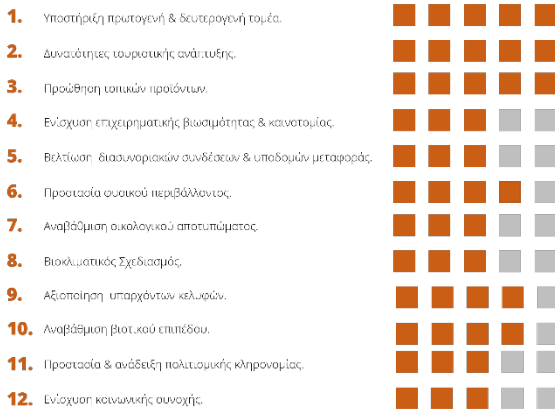 1. Υποστήριξη πρωτογενή & δευτερογενή τομέα.
2. Δυνατότητες τουριστικής ανάπτυξης.
3. Προώθηση τοπικών προϊόντων.
4. Ενίσχυση επιχειρηματικής βιωσιμότητας & καινοτομίας.
5. Βελτίωση διασυνοριακών συνδέσεων & υποδομών μεταφοράς.
6. Προστασία φυσικού περιβάλλοντος.
7. Αναβάθμιση οικολογικού αποτυπώματος.
8. Βιοκλιματικός Σχεδιασμός.
9. Αξιοποίηση υπαρχόντων κελυφών.
10. Αναβάθμιση βιοτικού επιπέδου.
11. Προστασία & ανάδειξη πολιτισμικής κληρονομίας.
12. Ενίσχυση κοινωνικής συνοχής.